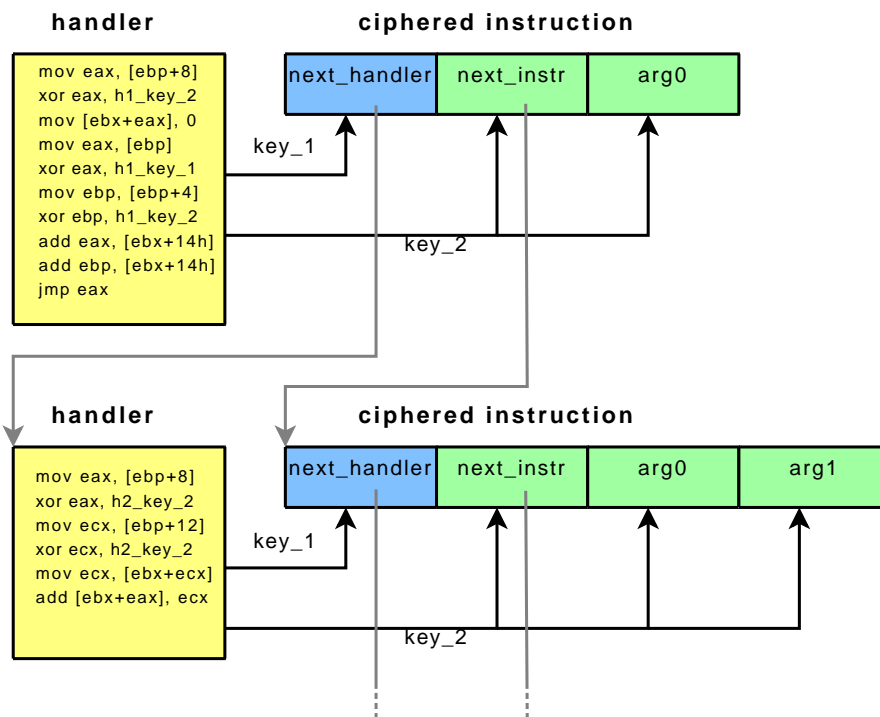 handler
ciphered instruction
mov eax, [ebp+8]
xor eax, h1_key_2
mov [ebx+eax], 0
mov eax, [ebp]
xor eax, h1_key_1
mov ebp, [ebp+4]
xor ebp, h1_key_2
add eax, [ebx+14h]
add ebp, [ebx+14h]
jmp eax
next_handler
next_instr
arg0
key_1
key_2
handler
ciphered instruction
mov eax, [ebp+8]
xor eax, h2_key_2
mov ecx, [ebp+12]
xor ecx, h2_key_2
mov ecx, [ebx+ecx]
add [ebx+eax], ecx
next_handler
next_instr
arg0
arg1
key_1
key_2